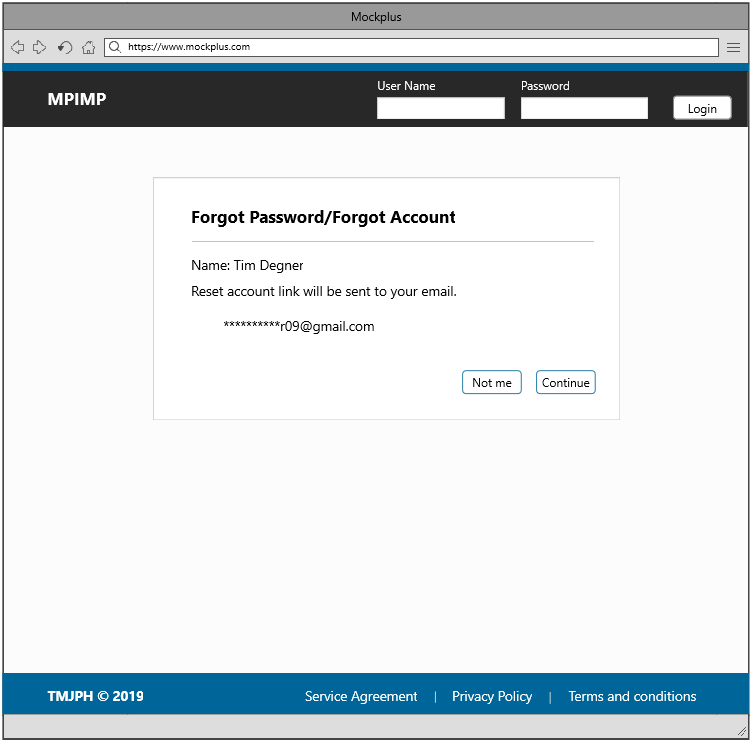 Mockplus
https://www.mockplus.com
MPIMP
User Name
Password
Login
Forgot Password/Forgot Account
Name: Tim Degner
Reset account link will be sent to your email.
**********r09@gmail.com
Not me
Continue
TMJPH © 2019
Service Agreement | Privacy Policy | Terms and conditions